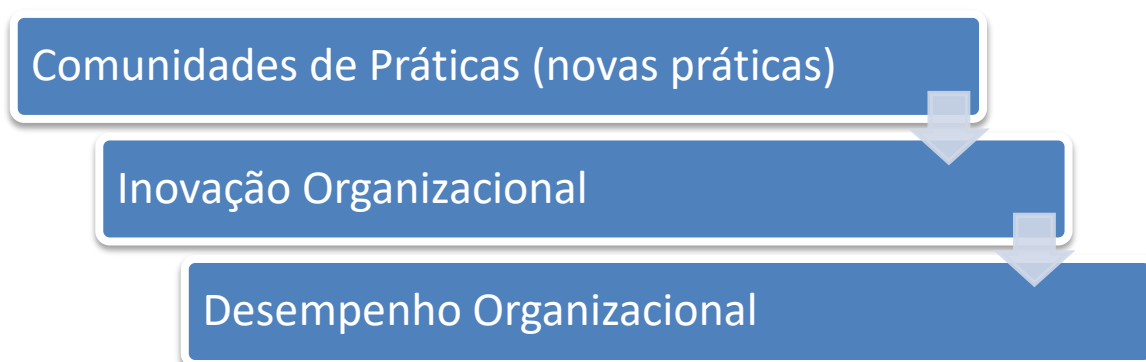 Comunidades de Práticas (novas práticas)
Inovação Organizacional
Desempenho Organizacional